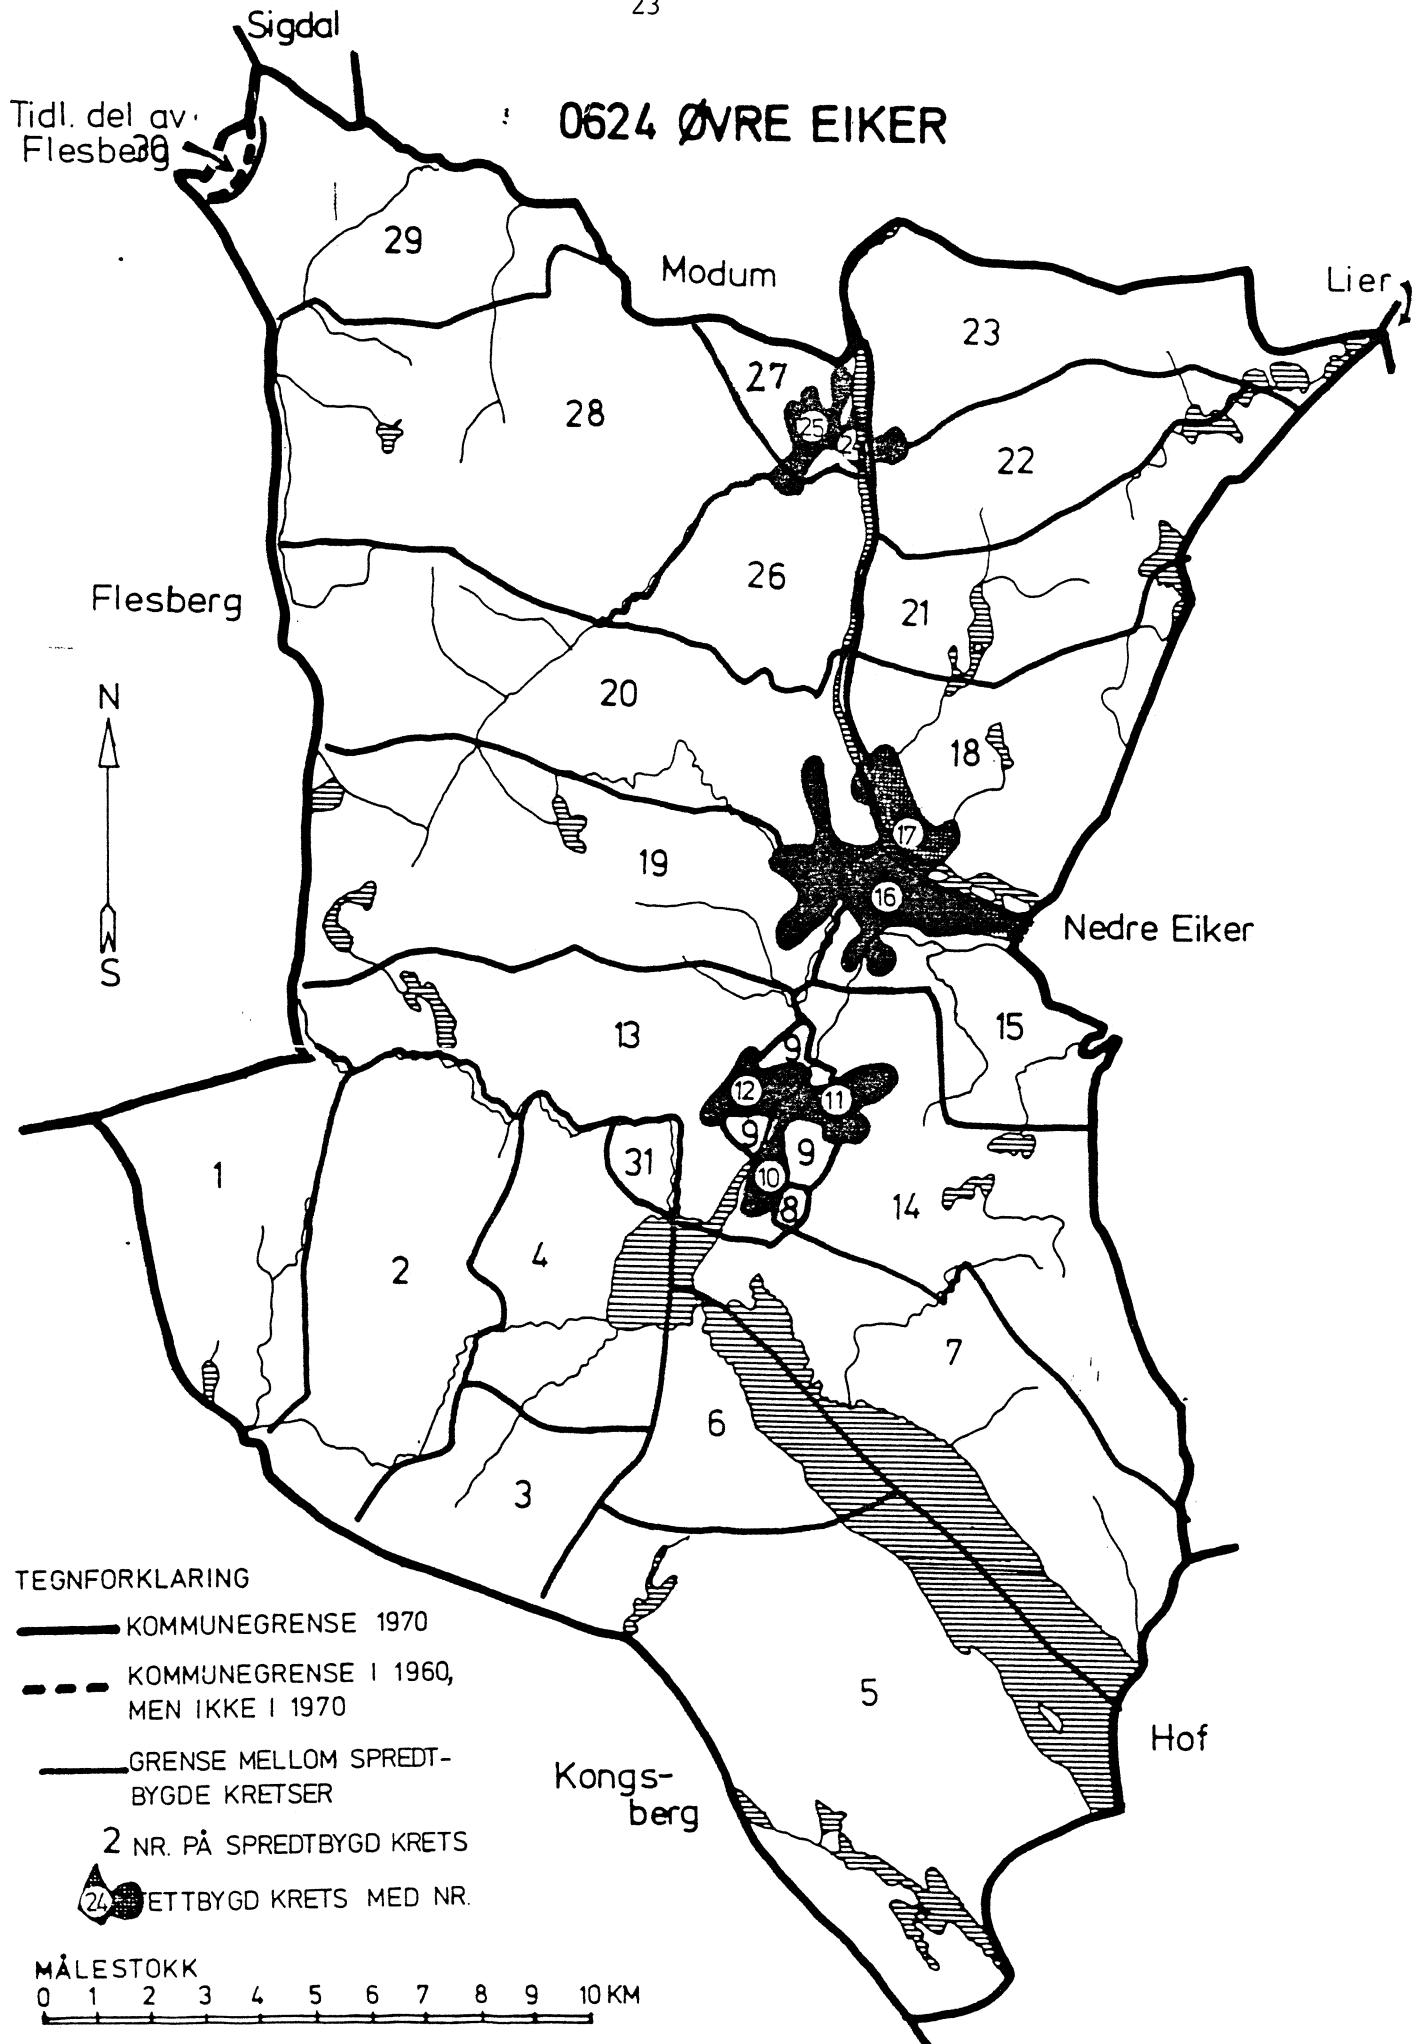 23
Sigdal
0624 ØVRE EIKER
Tidl. del av
Flesberg
30
29
Modum
Lier
23
27
28
25
24
22
26
Flesberg
21
20
N
S
18
17
19
16
Nedre Eiker
15
13
9
12
11
9
9
31
10
1
8
14
2
4
7
6
3
5
Hof
Kongs-
berg
TEGNFORKLARING
KOMMUNEGRENSE 1970
KOMMUNEGRENSE I 1960,
MEN IKKE I 1970
GRENSE MELLOM SPREDT-
BYGDE KRETSER
2 NR. PÅ SPREDTBYGD KRETS
24 TETTBYGD KRETS MED NR.
MÅLESTOKK
0 1 2 3 4 5 6 7 8 9 10 KM